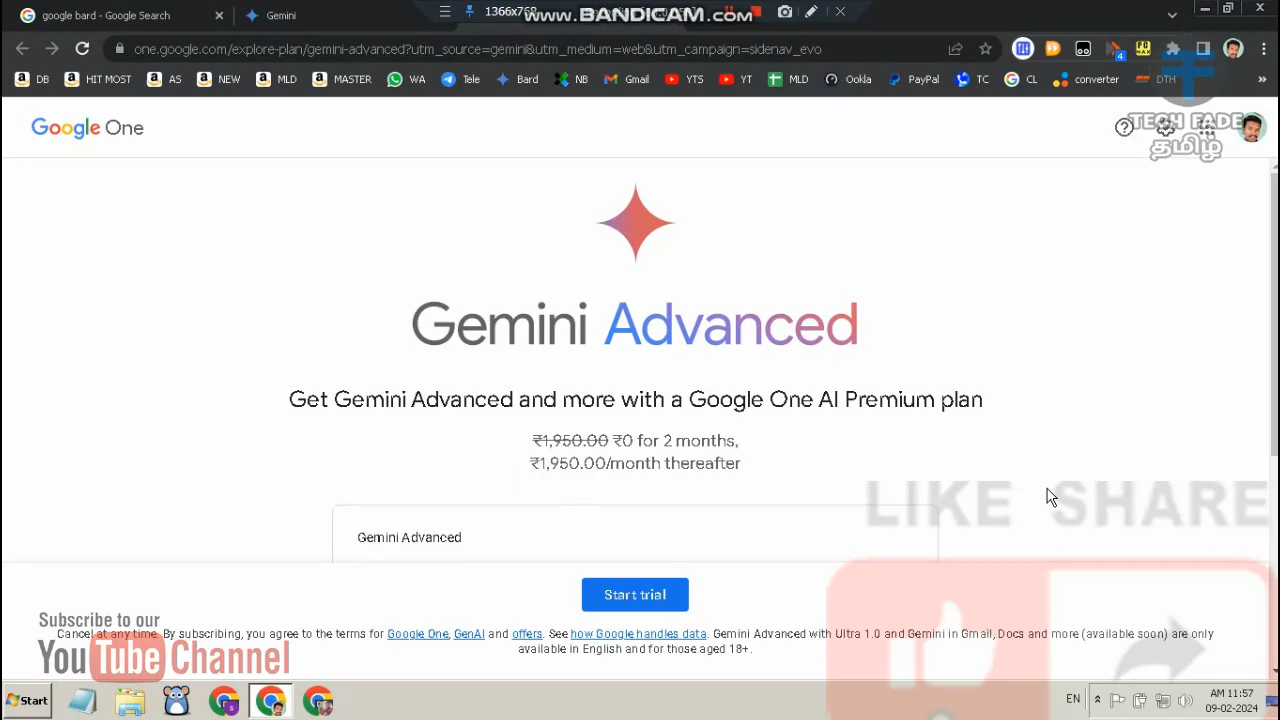 google bard - Google Search
Gemini
1366x768
www.BANDICAM.com
one.google.com/explore-plan/gemini-advanced?utm_source=gemini&utm_medium=web&utm_campaign=sidenav_evo
4
DB
HIT MOST
AS
NEW
MLD
MASTER
WA
Tele
Bard
NB
Gmail
YTS
YT
MLD
Ookla
PayPal
TC
CL
converter
DTH
Google One
TECH FADE
தமிழ்
Gemini Advanced
Get Gemini Advanced and more with a Google One AI Premium plan
₹1,950.00 ₹0 for 2 months,
₹1,950.00/month thereafter
LIKE SHARE
Gemini Advanced
Start trial
Subscribe to our
YouTube Channel
Cancel at any time. By subscribing, you agree to the terms for Google One, GenAI and offers. See how Google handles data. Gemini Advanced with Ultra 1.0 and Gemini in Gmail, Docs and more (available soon) are only
available in English and for those aged 18+.
Start
EN
AM 11:57
09-02-2024